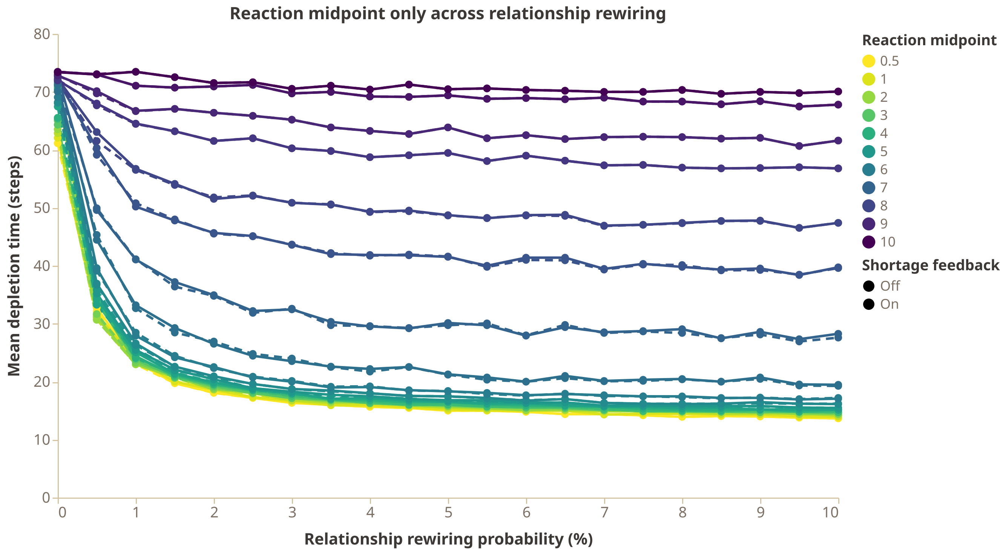 Reaction midpoint only across relationship rewiring
80
70
60
50
40
30
20
10
0
Mean depletion time (steps)
0 1 2 3 4 5 6 7 8 9 10
Relationship rewiring probability (%)
Reaction midpoint
0.5
1
2
3
4
5
6
7
8
9
10
Shortage feedback
Off
On